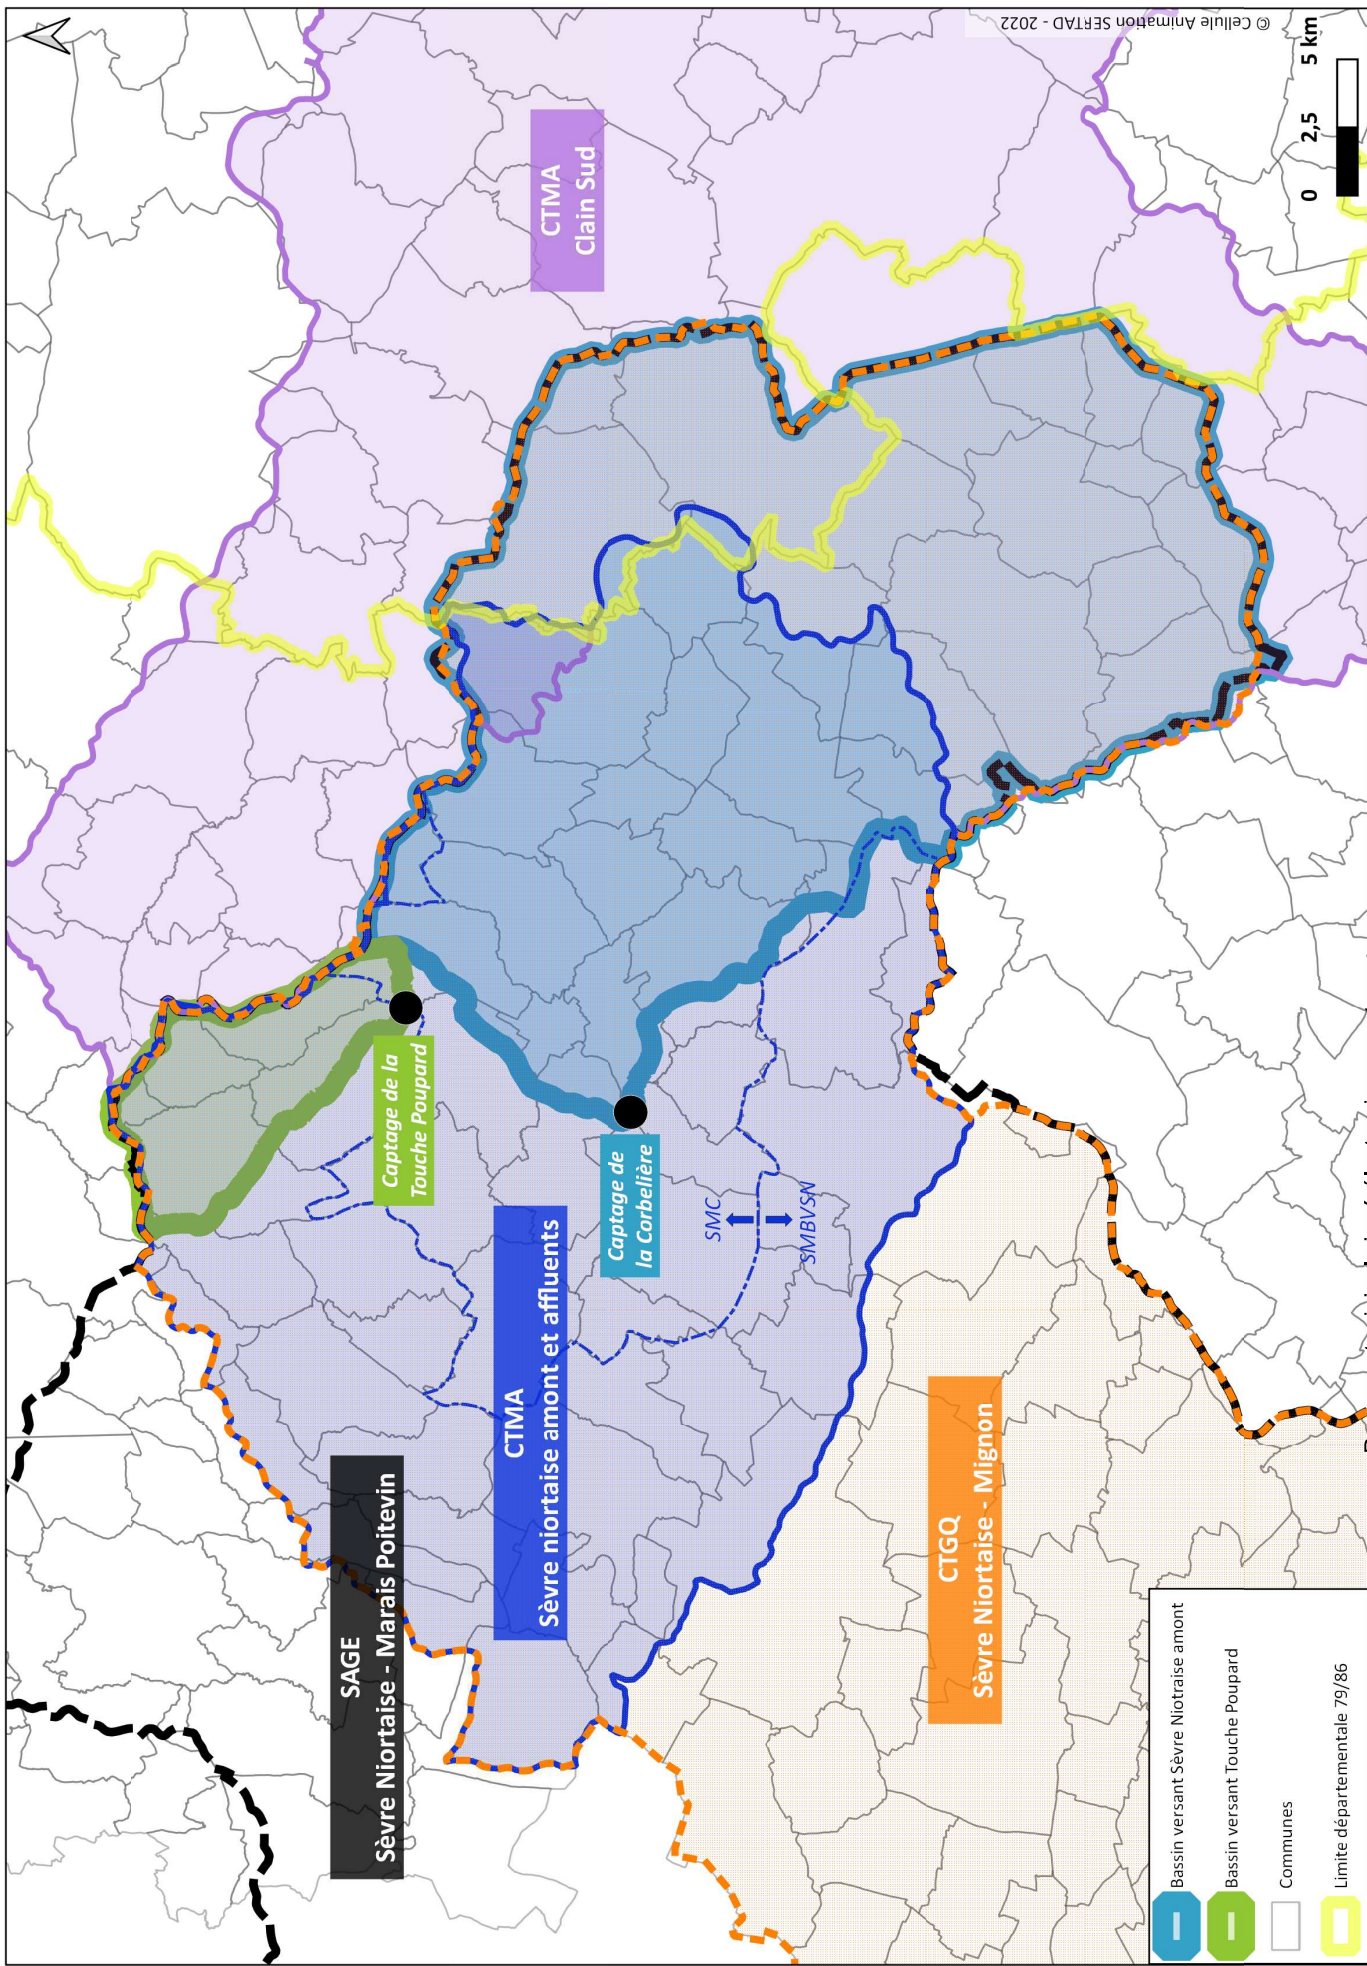 SAGE
Sèvre Niortaise - Marais Poitevin
CTMA
Sèvre niortaise amont et affluents
CTGQ
Sèvre Niortaise - Mignon
CTMA
Clain Sud
Captage de la
Touche Poupard
Captage de
la Corbelière
SMC
SMBVSN
Bassin versant Sèvre Niotraise amont
Bassin versant Touche Poupard
Communes
Limite départementale 79/86
0 2,5 5 km
© Cellule Animation SERTAD - 2022